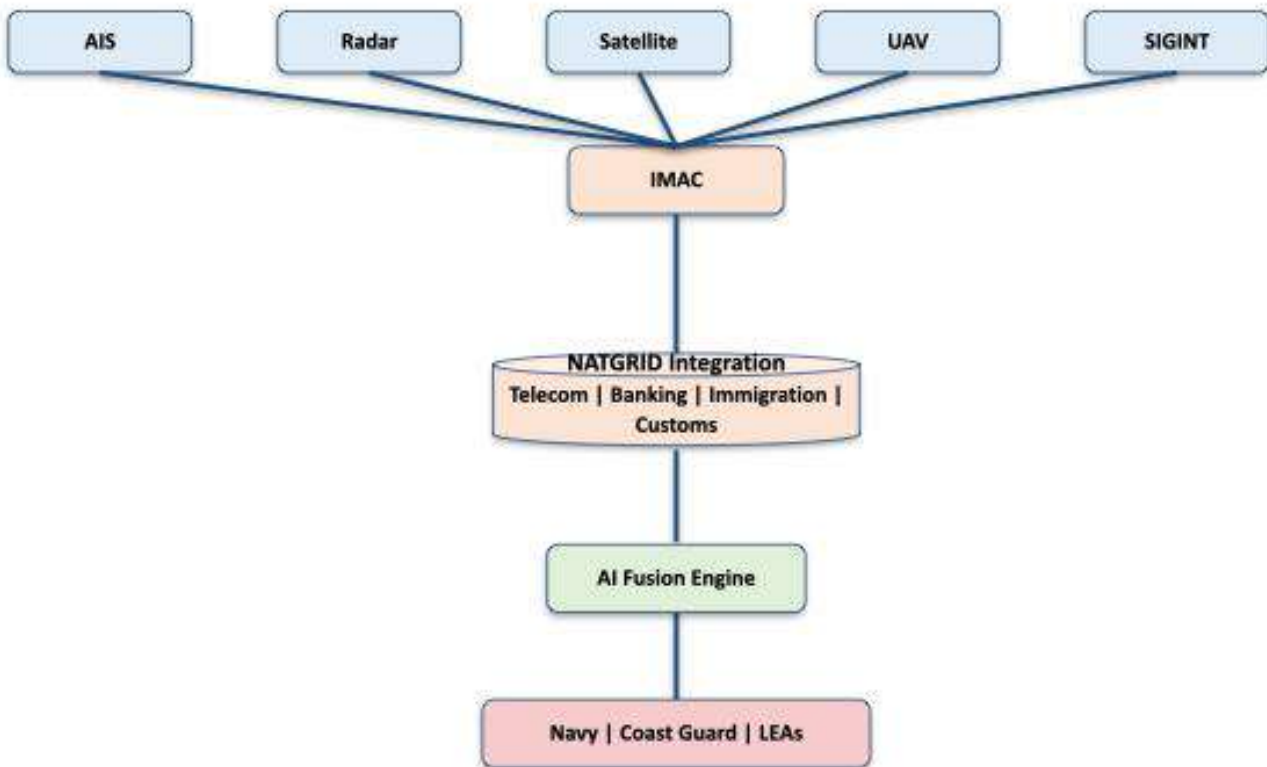 AIS
Radar
Satellite
UAV
SIGINT
IMAC
NATGRID Integration
Telecom | Banking | Immigration |
Customs
AI Fusion Engine
Navy | Coast Guard | LEAs